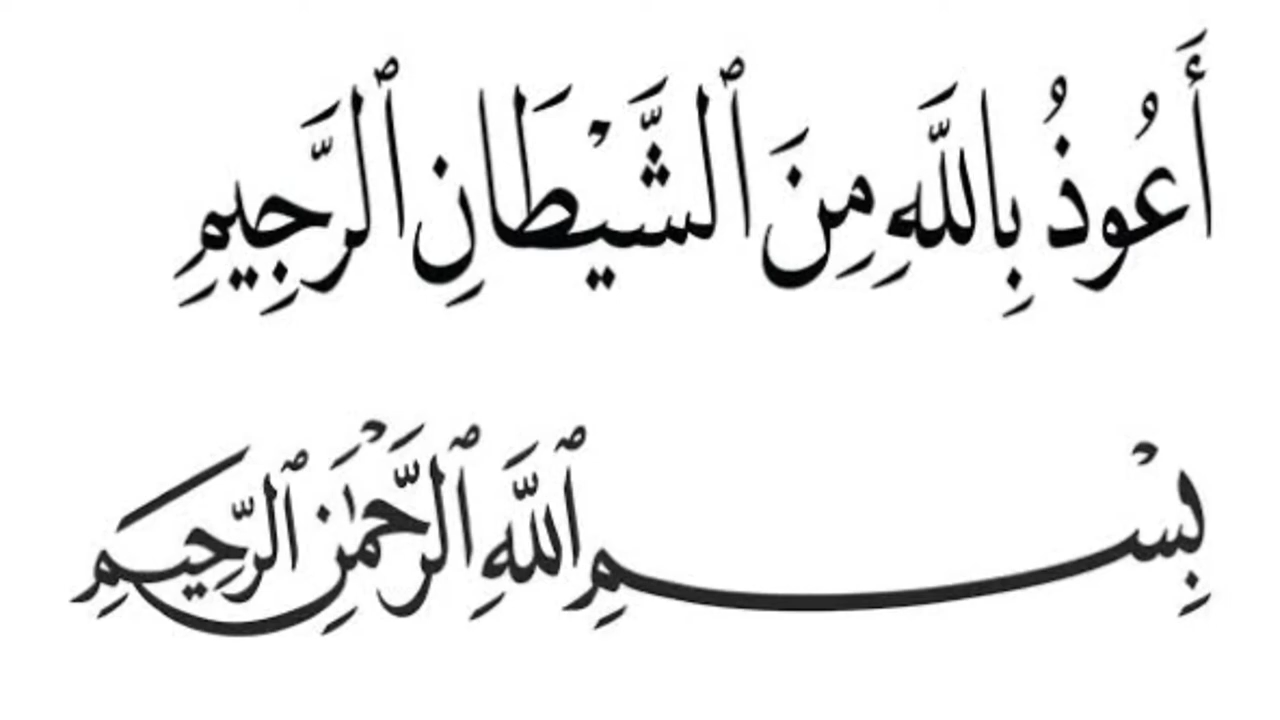 أَعُوذُ بِاللَّهِ مِنَ ٱلشَّيْطَانِ ٱلرَّجِيمِ
بِسْمِ ٱللَّهِ ٱلرَّحْمَٰنِ ٱلرَّحِيمِ